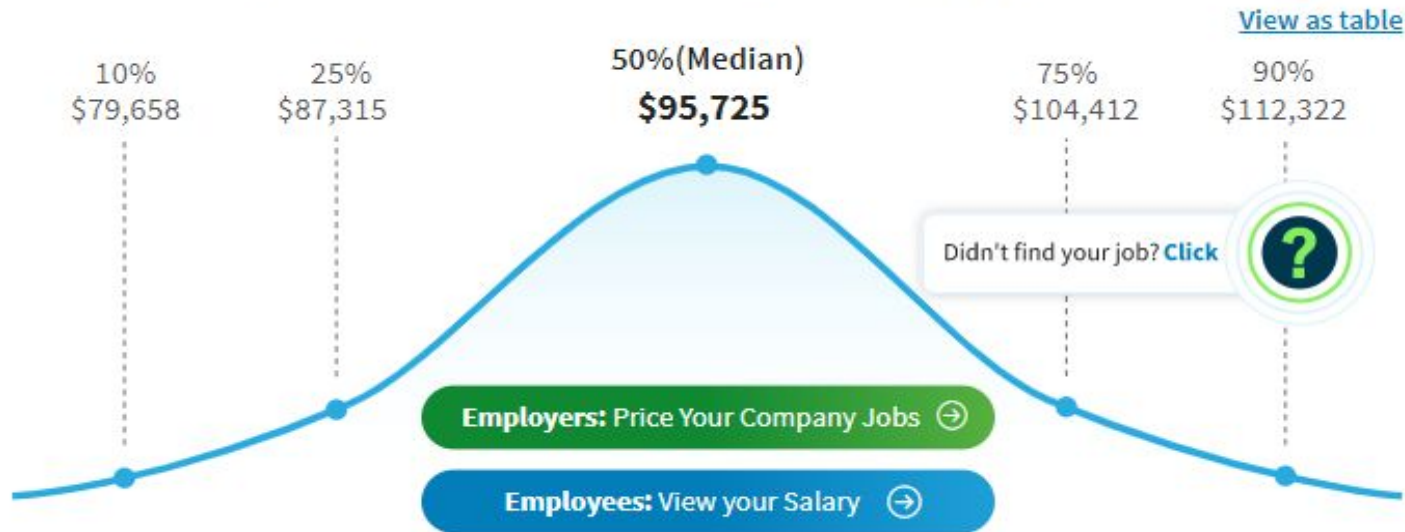 View as table
10%
$79,658
25%
$87,315
50%(Median)
$95,725
75%
$104,412
90%
$112,322
Didn't find your job? Click
?
Employers: Price Your Company Jobs
Employees: View your Salary